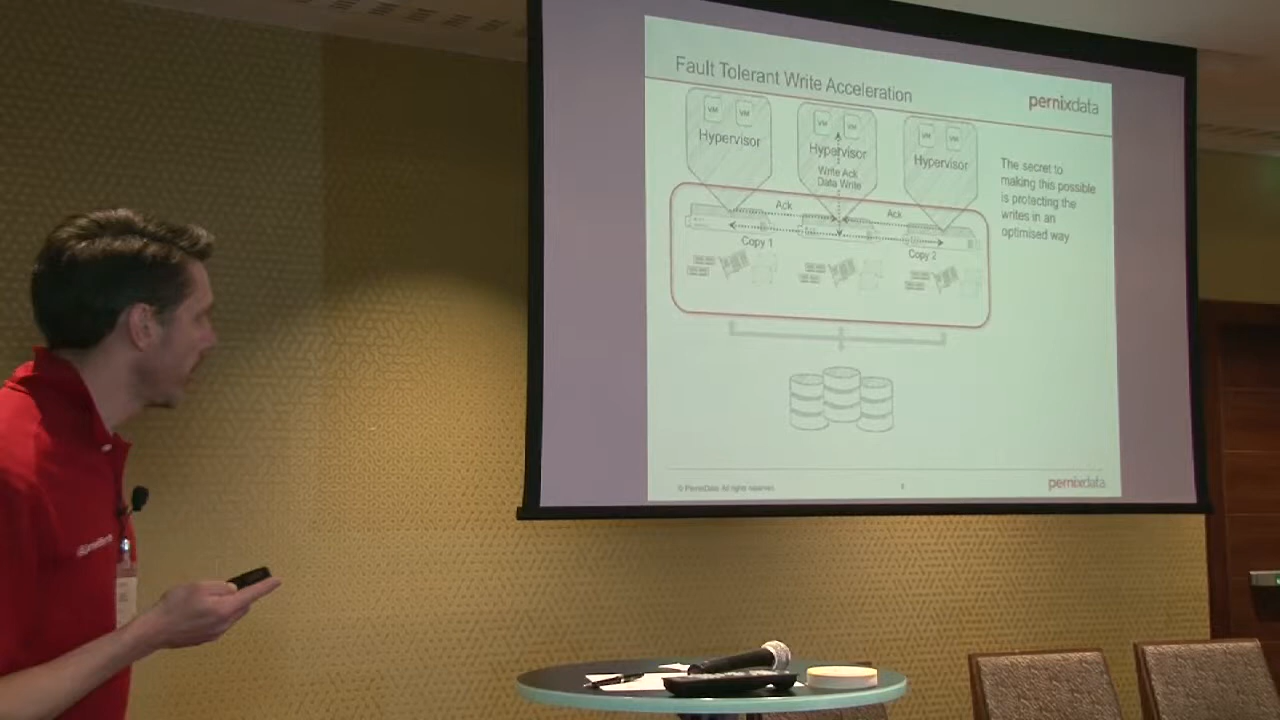 Fault Tolerant Write Acceleration
pernixdata
VM VM
VM VM
VM VM
Hypervisor
Hypervisor
Hypervisor
Write Ack
Data Write
The secret to
making this possible
is protecting the
writes in an
optimised way
Ack
Ack
Copy 1
Copy 2
© PernixData. All rights reserved.
pernixdata